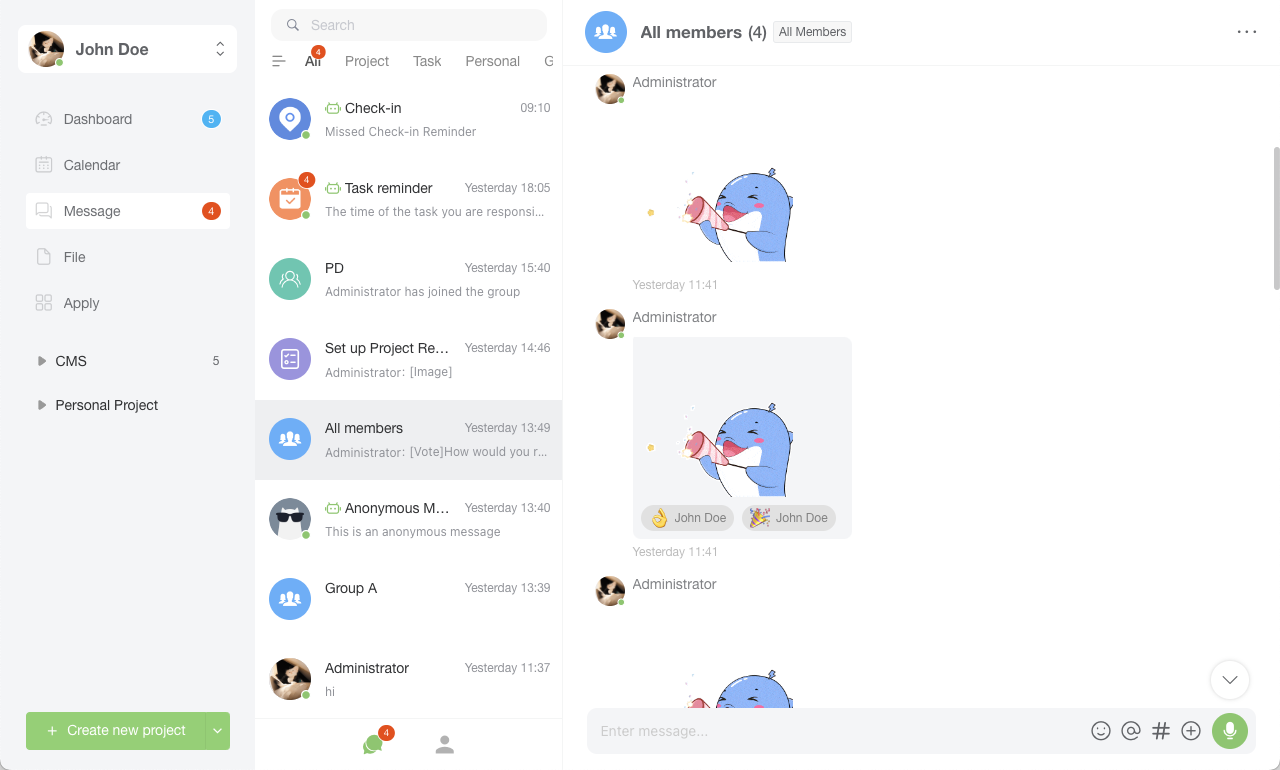 John Doe
Dashboard
5
Calendar
Message
4
File
Apply
CMS
5
Personal Project
Create new project
Search
4
All
Project
Task
Personal
G
Check-in
09:10
Missed Check-in Reminder
4
Task reminder
Yesterday 18:05
The time of the task you are responsi...
PD
Yesterday 15:40
Administrator has joined the group
Set up Project Re...
Yesterday 14:46
Administrator: [Image]
All members
Yesterday 13:49
Administrator: [Vote]How would you r...
Anonymous M...
Yesterday 13:40
This is an anonymous message
Group A
Yesterday 13:39
Administrator
Yesterday 11:37
hi
4
All members (4)
All Members
Administrator
Yesterday 11:41
Administrator
John Doe
John Doe
Yesterday 11:41
Administrator
Enter message...